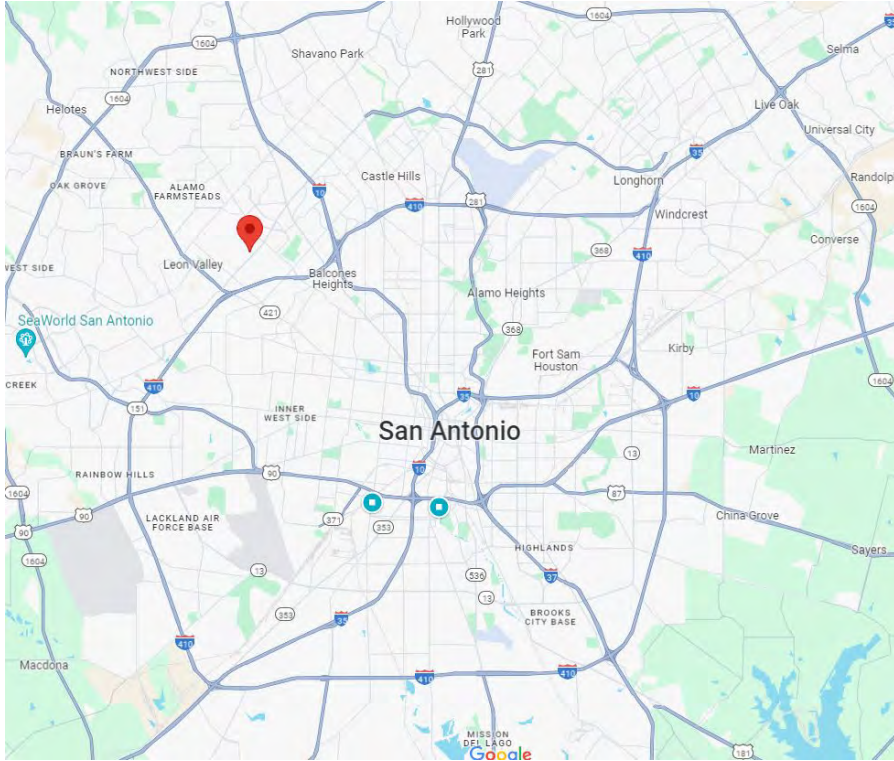 Hollywood
Park
35
1604
Shavano Park
Selma
281
NORTHWEST SIDE
1604
Helotes
Live Oak
Universal City
BRAUN'S FARM
35
OAK GROVE
ALAMO
FARMSTEADS
10
Castle Hills
Longhorn
Randolp
410
281
Windcrest
1604
WEST SIDE
Leon Valley
368
410
Converse
Balcones
Heights
Alamo Heights
421
SeaWorld San Antonio
368
Fort Sam
Houston
Kirby
CREEK
410
35
10
1604
151
INNER
WEST SIDE
San Antonio
13
Martinez
RAINBOW HILLS
90
10
1604
87
90
90
LACKLAND AIR
FORCE BASE
371
353
China Grove
HIGHLANDS
Sayers
1604
13
536
37
13
353
35
BROOKS
CITY BASE
410
Macdona
410
410
MISSION
DEL LAGO
Google
181